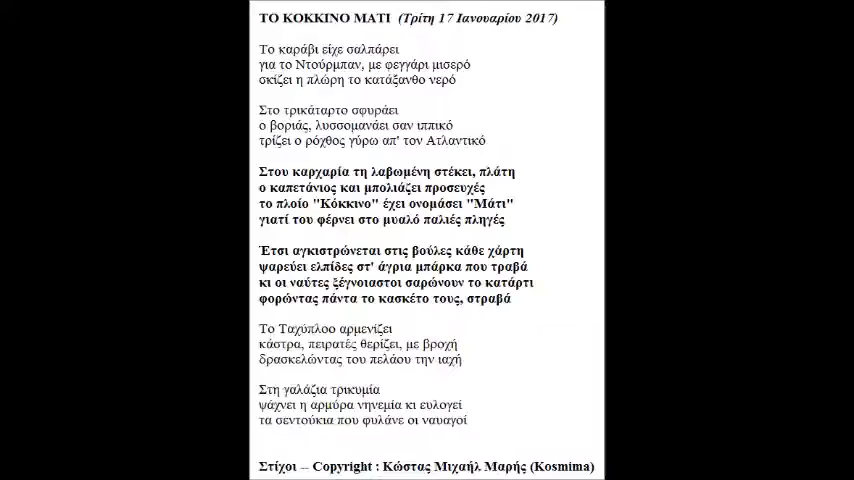 ΤΟ ΚΟΚΚΙΝΟ ΜΑΤΙ (Τρίτη 17 Ιανουαρίου 2017)
Το καράβι είχε σαλπάρει
για το Ντούρμπαν, με φεγγάρι μισερό
σκίζει η πλώρη το κατάξανθο νερό
Στο τρικάταρτο σφυράει
ο βοριάς, λυσσομανάει σαν ιππικό
τρίζει ο ρόχθος γύρω απ' τον Ατλαντικό
Στου καρχαρία τη λαβωμένη στέκει, πλάτη
ο καπετάνιος και μπολιάζει προσευχές
το πλοίο "Κόκκινο" έχει ονομάσει "Μάτι"
γιατί του φέρνει στο μυαλό παλιές πληγές
Έτσι αγκιστρώνεται στις βούλες κάθε χάρτη
ψαρεύει ελπίδες στ' άγρια μπάρκα που τραβά
κι οι ναύτες ξέγνοιαστοι σαρώνουν το κατάρτι
φορώντας πάντα το κασκέτο τους, στραβά
Το Ταχύπλοο αρμενίζει
κάστρα, πειρατές θερίζει, με βροχή
δρασκελώντας του πελάου την ιαχή
Στη γαλάζια τρικυμία
ψάχνει η αρμύρα νηνεμία κι ευλογεί
τα σεντούκια που φυλάνε οι ναυαγοί
Στίχοι -- Copyright : Κώστας Μιχαήλ Μαρής (Kosmima)